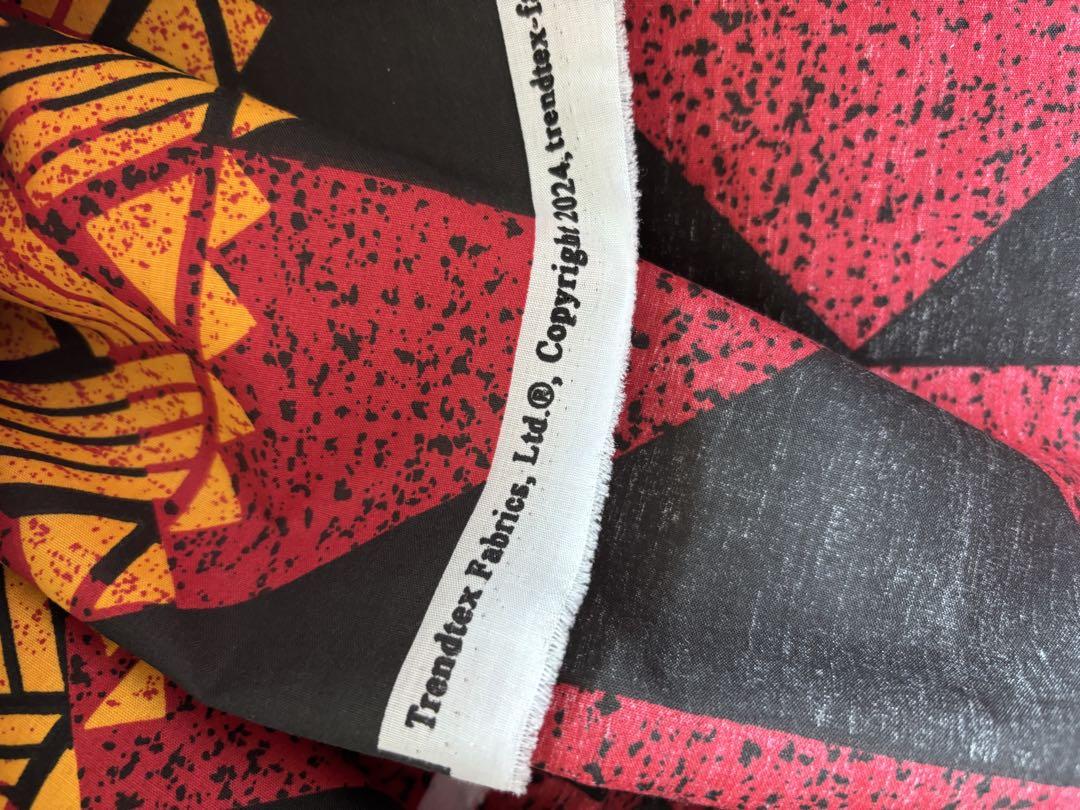 Trendtex Fabrics, Ltd.®, Copyright 2024, trendtex-f